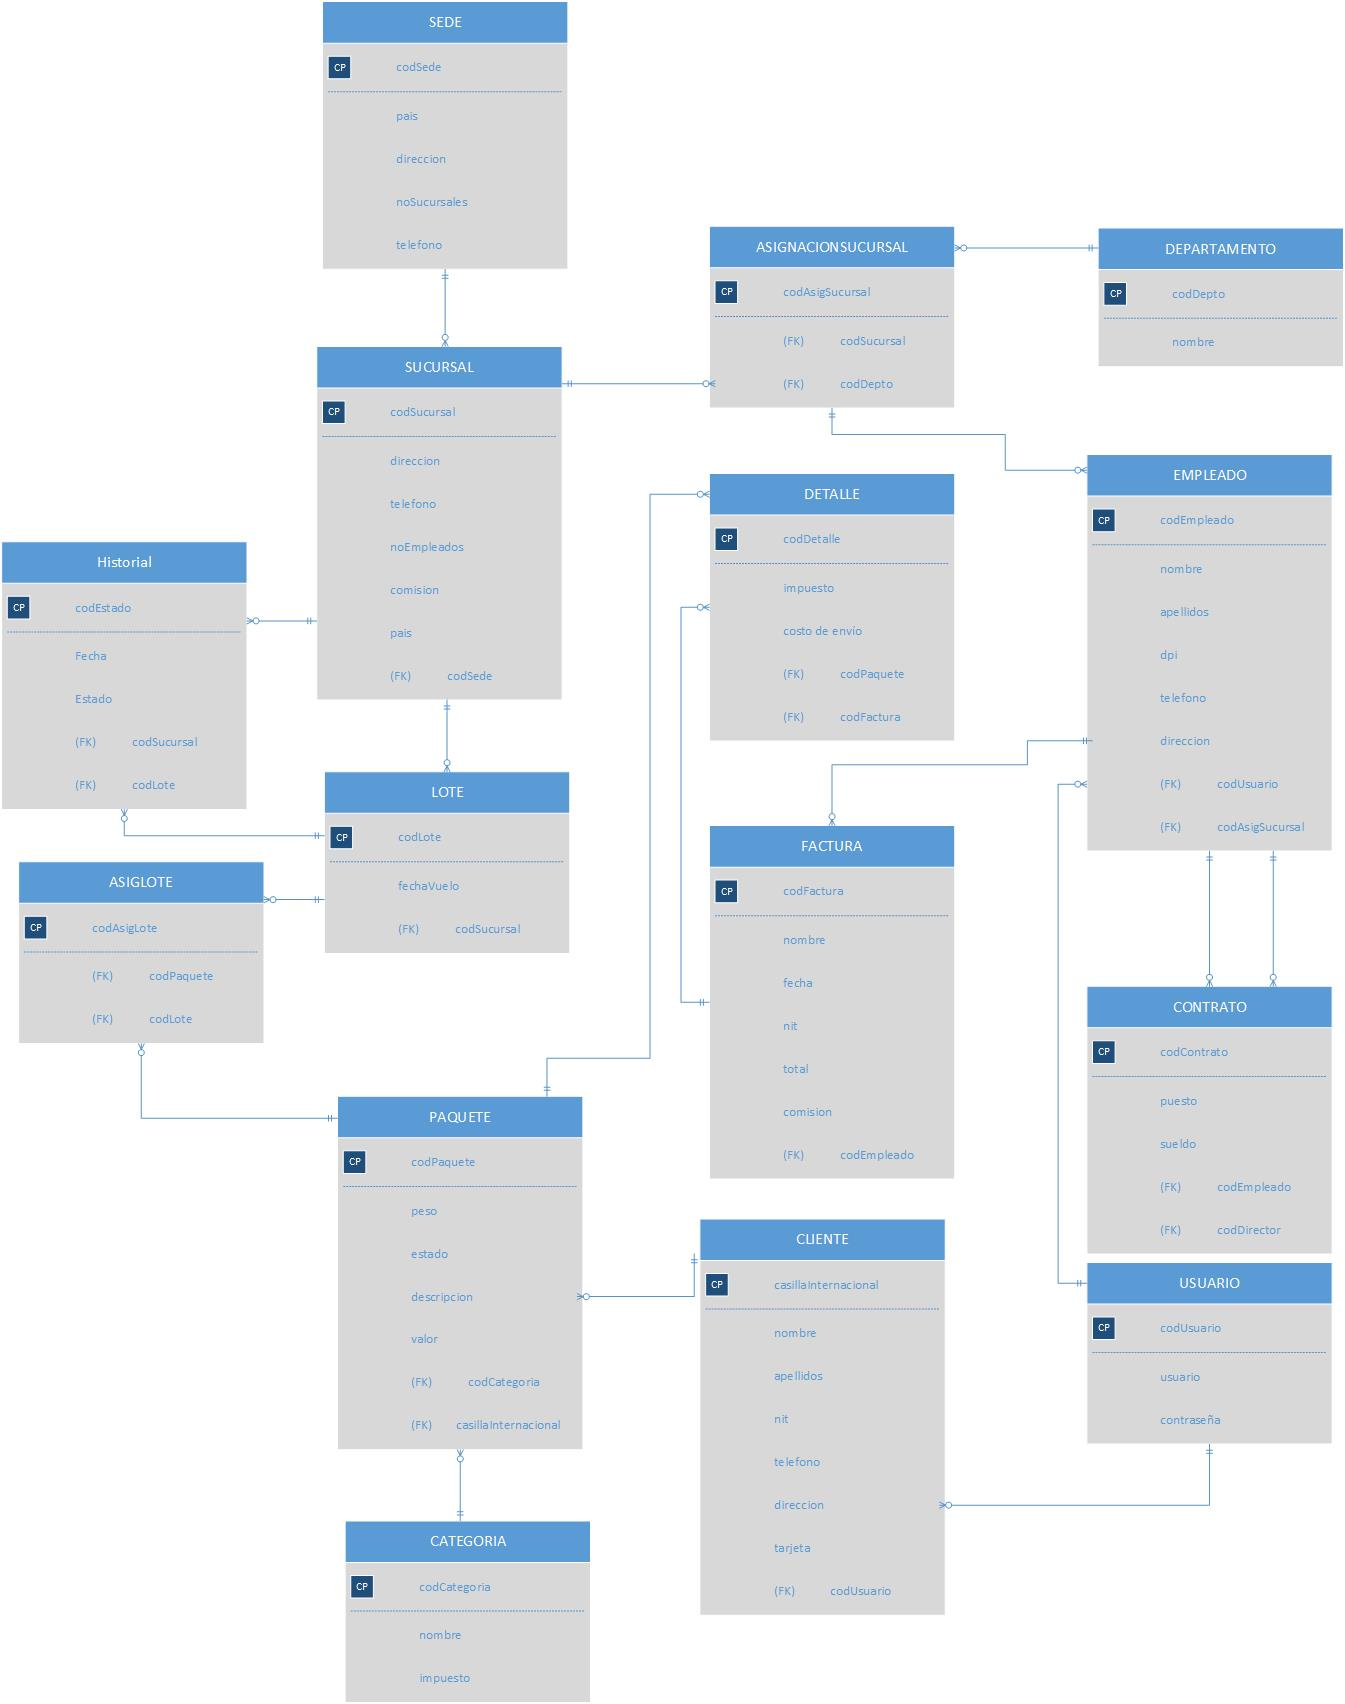 SEDE
CP codSede
pais
direccion
noSucursales
telefono
ASIGNACIONSUCURSAL
CP codAsigSucursal
(FK) codSucursal
(FK) codDepto
DEPARTAMENTO
CP codDepto
nombre
SUCURSAL
CP codSucursal
direccion
telefono
noEmpleados
comision
pais
(FK) codSede
DETALLE
CP codDetalle
impuesto
costo de envío
(FK) codPaquete
(FK) codFactura
EMPLEADO
CP codEmpleado
nombre
apellidos
dpi
telefono
direccion
(FK) codUsuario
(FK) codAsigSucursal
Historial
CP codEstado
Fecha
Estado
(FK) codSucursal
(FK) codLote
LOTE
CP codLote
fechaVuelo
(FK) codSucursal
ASIGLOTE
CP codAsigLote
(FK) codPaquete
(FK) codLote
FACTURA
CP codFactura
nombre
fecha
nit
total
comision
(FK) codEmpleado
CONTRATO
CP codContrato
puesto
sueldo
(FK) codEmpleado
(FK) codDirector
PAQUETE
CP codPaquete
peso
estado
descripcion
valor
(FK) codCategoria
(FK) casillaInternacional
CLIENTE
CP casillaInternacional
nombre
apellidos
nit
telefono
direccion
tarjeta
(FK) codUsuario
USUARIO
CP codUsuario
usuario
contraseña
CATEGORIA
CP codCategoria
nombre
impuesto